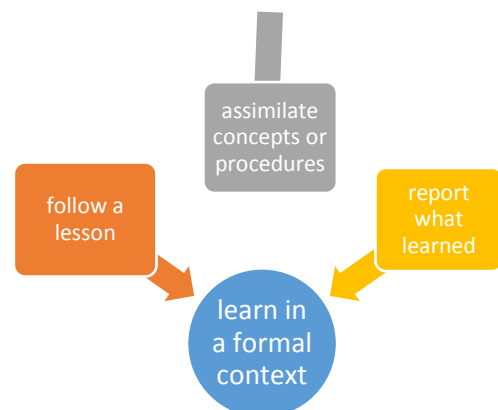 assimilate
concepts or
procedures
follow a
lesson
report
what
learned
learn in
a formal
context